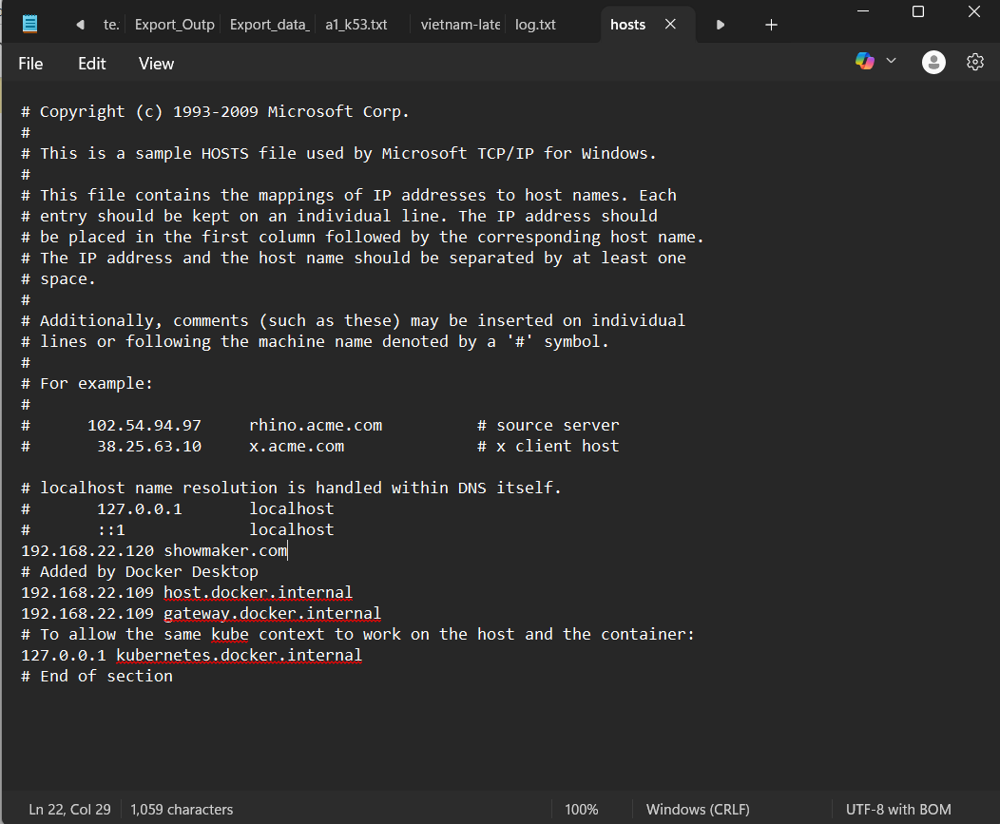 te. Export_Outp Export_data_ a1_k53.txt vietnam-late log.txt hosts
File Edit View
# Copyright (c) 1993-2009 Microsoft Corp.
#
# This is a sample HOSTS file used by Microsoft TCP/IP for Windows.
#
# This file contains the mappings of IP addresses to host names. Each
# entry should be kept on an individual line. The IP address should
# be placed in the first column followed by the corresponding host name.
# The IP address and the host name should be separated by at least one
# space.
#
# Additionally, comments (such as these) may be inserted on individual
# lines or following the machine name denoted by a '#' symbol.
#
# For example:
#
#      102.54.94.97     rhino.acme.com          # source server
#       38.25.63.10     x.acme.com              # x client host
# localhost name resolution is handled within DNS itself.
#       127.0.0.1       localhost
#       ::1             localhost
192.168.22.120 showmaker.com
# Added by Docker Desktop
192.168.22.109 host.docker.internal
192.168.22.109 gateway.docker.internal
# To allow the same kube context to work on the host and the container:
127.0.0.1 kubernetes.docker.internal
# End of section
Ln 22, Col 29 1,059 characters 100% Windows (CRLF) UTF-8 with BOM